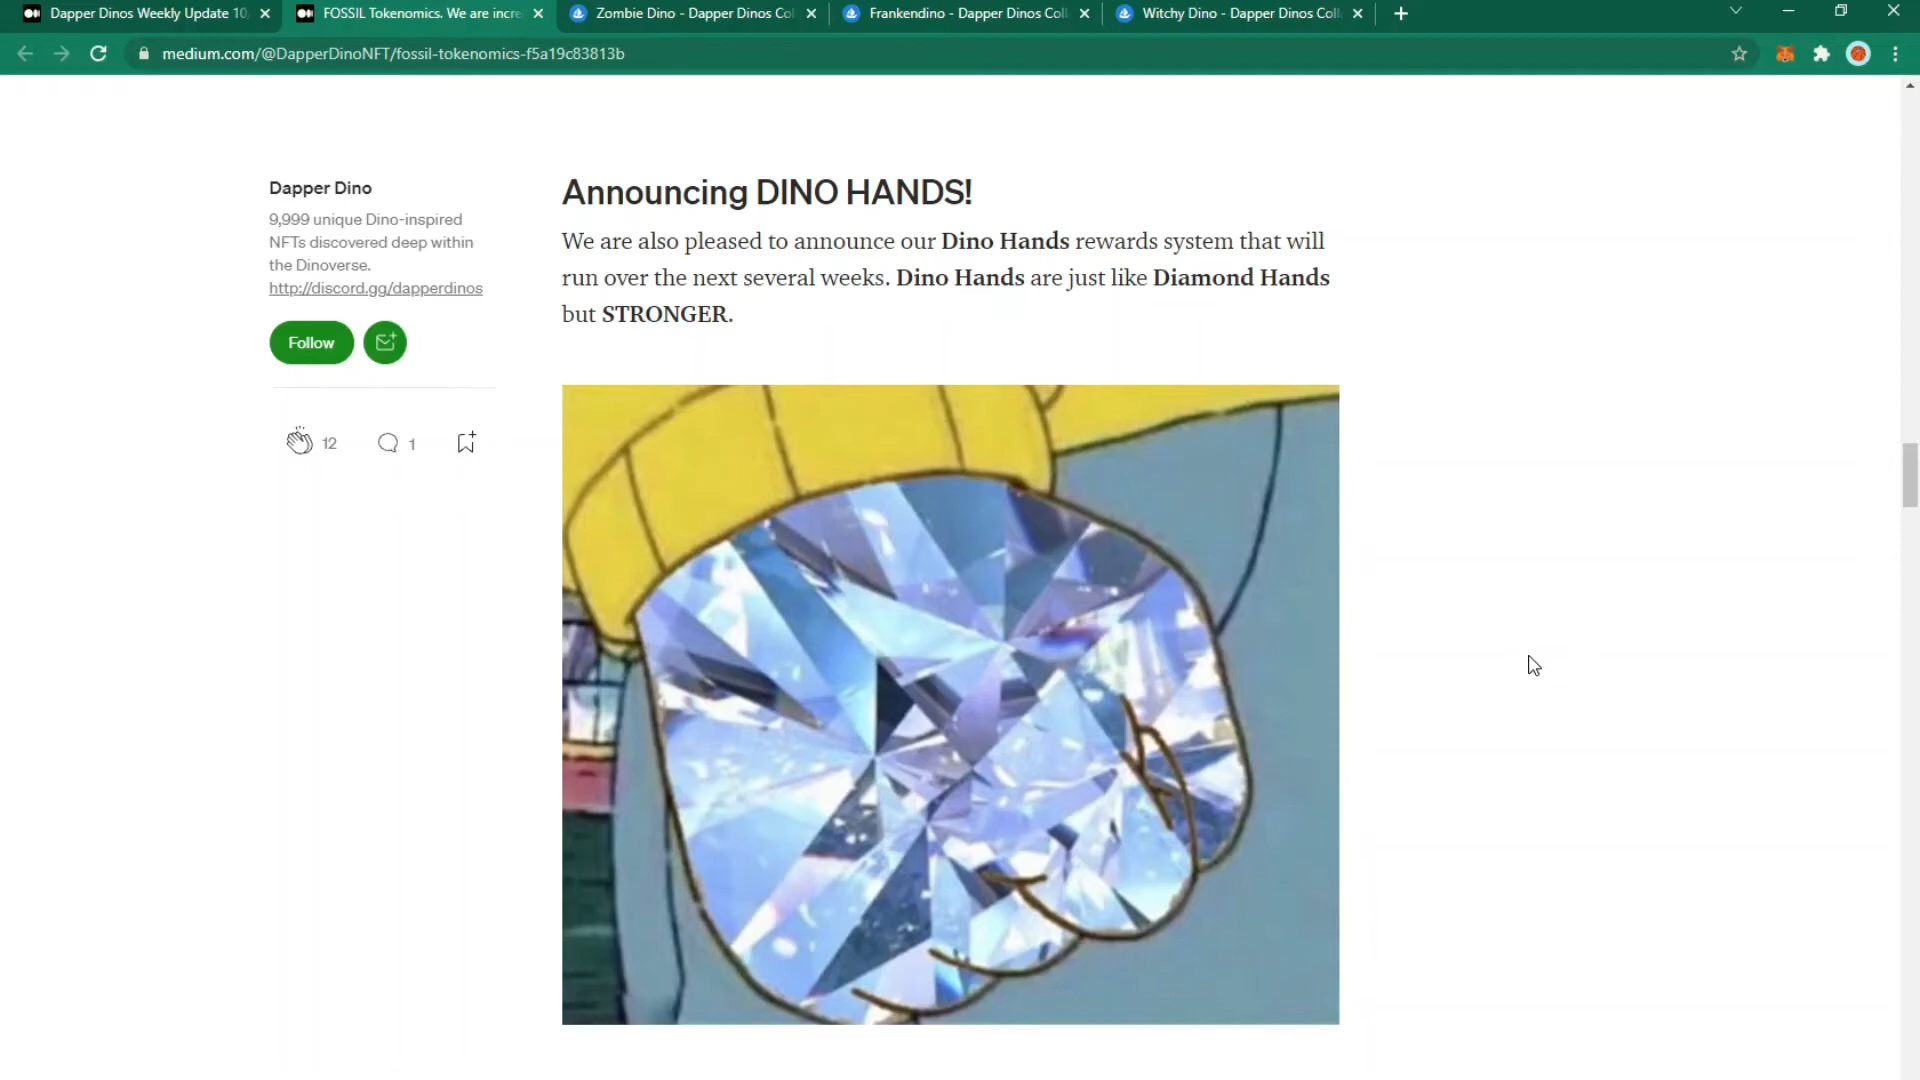 Dapper Dinos Weekly Update 10
FOSSIL Tokenomics. We are incre
Zombie Dino - Dapper Dinos Col
Frankendino - Dapper Dinos Coll
Witchy Dino - Dapper Dinos Coll
medium.com/@DapperDinoNFT/fossil-tokenomics-f5a19c83813b
Dapper Dino
9,999 unique Dino-inspired
NFTs discovered deep within
the Dinoverse.
http://discord.gg/dapperdinos
Follow
12
1
Announcing DINO HANDS!
We are also pleased to announce our Dino Hands rewards system that will
run over the next several weeks. Dino Hands are just like Diamond Hands
but STRONGER.